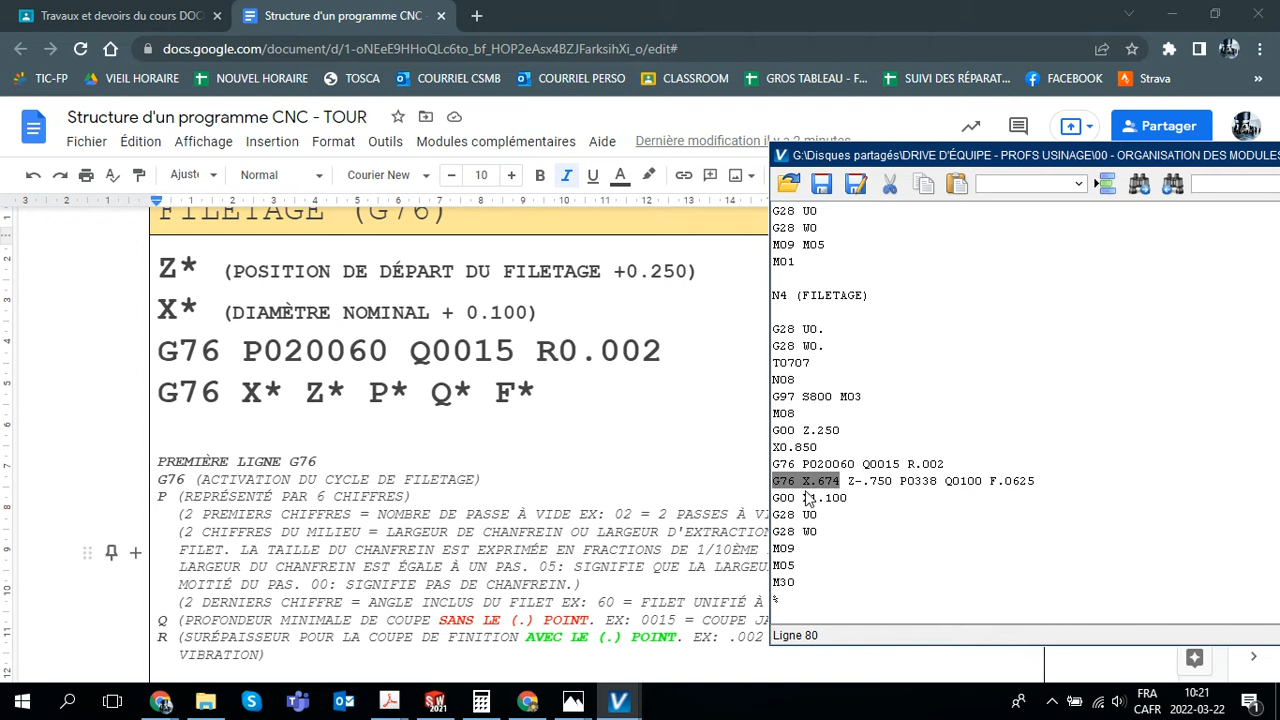 Travaux et devoirs du cours DOC
Structure d'un programme CNC -
docs.google.com/document/d/1-oNEeE9HHoQLc6to_bf_HOP2eAsx4BZJFarksihXi_o/edit#
TIC-FP VIEIL HORAIRE NOUVEL HORAIRE TOSCA COURRIEL CSMB COURRIEL PERSO CLASSROOM GROS TABLEAU - F... SUIVI DES RÉPARAT... FACEBOOK Strava »
Structure d'un programme CNC - TOUR
Fichier Édition Affichage Insertion Format Outils Modules complémentaires Aide Dernière modification il y a 2 minutes
Partager
Ajuste Normal Courier New 10 B I U A
FILETAGE (G76)
Z* (POSITION DE DÉPART DU FILETAGE +0.250)
X* (DIAMÈTRE NOMINAL + 0.100)
G76 P020060 Q0015 R0.002
G76 X* Z* P* Q* F*
PREMIÈRE LIGNE G76
G76 (ACTIVATION DU CYCLE DE FILETAGE)
P (REPRÉSENTÉ PAR 6 CHIFFRES)
(2 PREMIERS CHIFFRES = NOMBRE DE PASSE À VIDE EX: 02 = 2 PASSES À VI
(2 CHIFFRES DU MILIEU = LARGEUR DE CHANFREIN OU LARGEUR D'EXTRACTION
FILET. LA TAILLE DU CHANFREIN EST EXPRIMÉE EN FRACTIONS DE 1/10ÈME
LARGEUR DU CHANFREIN EST ÉGALE À UN PAS. 05: SIGNIFIE QUE LA LARGEU
MOITIÉ DU PAS. 00: SIGNIFIE PAS DE CHANFREIN.)
(2 DERNIERS CHIFFRE = ANGLE INCLUS DU FILET EX: 60 = FILET UNIFIÉ À
Q (PROFONDEUR MINIMALE DE COUPE SANS LE (.) POINT. EX: 0015 = COUPE JA
R (SURÉPAISSEUR POUR LA COUPE DE FINITION AVEC LE (.) POINT. EX: .002
VIBRATION)
G:\Disques partagés\DRIVE D'ÉQUIPE - PROFS USINAGE\00 - ORGANISATION DES MODULES
G28 U0
G28 W0
M09 M05
M01
N4 (FILETAGE)
G28 U0.
G28 W0.
T0707
N08
G97 S800 M03
M08
G00 Z.250
X0.850
G76 P020060 Q0015 R.002
G76 X.674 Z-.750 P0338 Q0100 F.0625
G00 .100
G28 U0
G28 W0
M09
M05
M30
%
Ligne 80
FRA
CAFR
10:21
2022-03-22